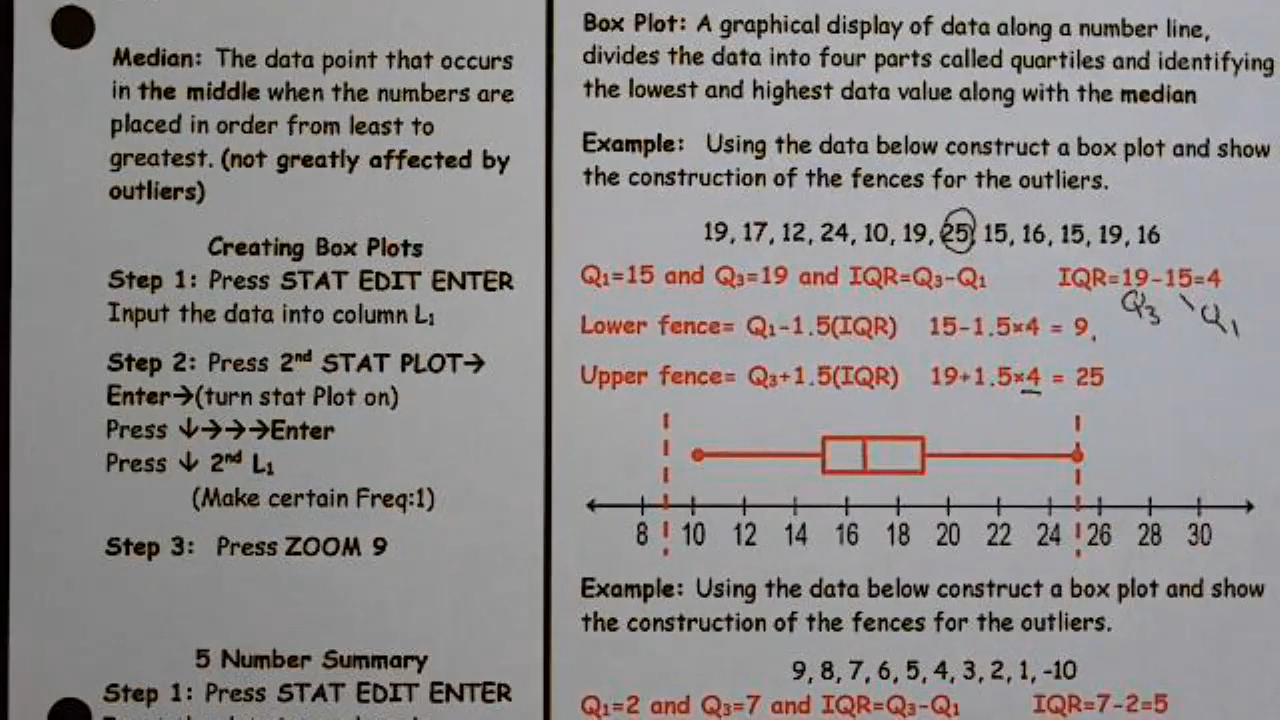 Median: The data point that occurs
in the middle when the numbers are
placed in order from least to
greatest. (not greatly affected by
outliers)
Creating Box Plots
Step 1: Press STAT EDIT ENTER
Input the data into column L₁
Step 2: Press 2ⁿᵈ STAT PLOT→
Enter→(turn stat Plot on)
Press ↓→→→Enter
Press ↓ 2ⁿᵈ L₁
(Make certain Freq:1)
Step 3: Press ZOOM 9
5 Number Summary
Step 1: Press STAT EDIT ENTER
Box Plot: A graphical display of data along a number line,
divides the data into four parts called quartiles and identifying
the lowest and highest data value along with the median
Example: Using the data below construct a box plot and show
the construction of the fences for the outliers.
19, 17, 12, 24, 10, 19, 25, 15, 16, 15, 19, 16
Q₁=15 and Q₃=19 and IQR=Q₃-Q₁ IQR=19-15=4
Q₃ - Q₁
Lower fence= Q₁-1.5(IQR) 15-1.5×4 = 9
Upper fence= Q₃+1.5(IQR) 19+1.5×4 = 25
8 10 12 14 16 18 20 22 24 26 28 30
Example: Using the data below construct a box plot and show
the construction of the fences for the outliers.
9, 8, 7, 6, 5, 4, 3, 2, 1, -10
Q₁=2 and Q₃=7 and IQR=Q₃-Q₁ IQR=7-2=5